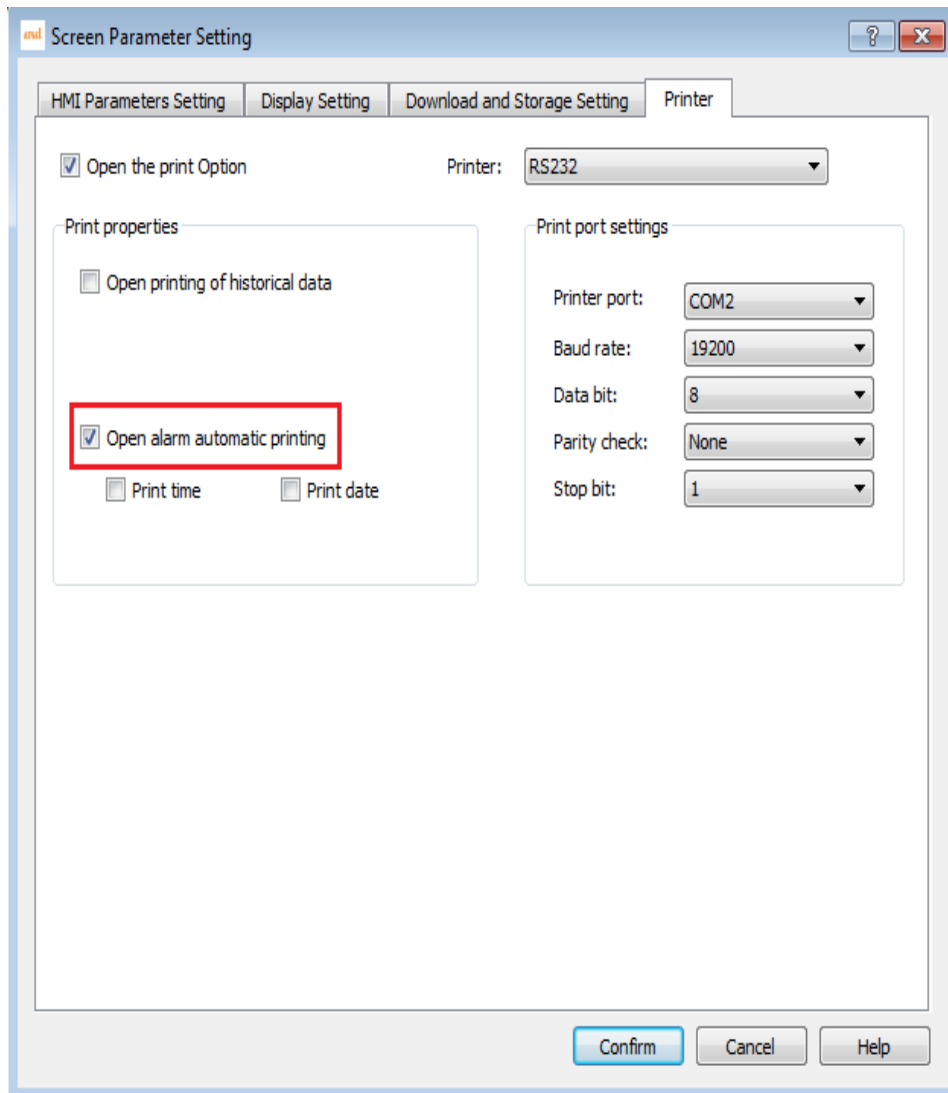 Screen Parameter Setting
HMI Parameters Setting Display Setting Download and Storage Setting Printer
Open the print Option Printer: RS232
Print properties
Open printing of historical data
Open alarm automatic printing
Print time Print date
Print port settings
Printer port: COM2
Baud rate: 19200
Data bit: 8
Parity check: None
Stop bit: 1
Confirm Cancel Help